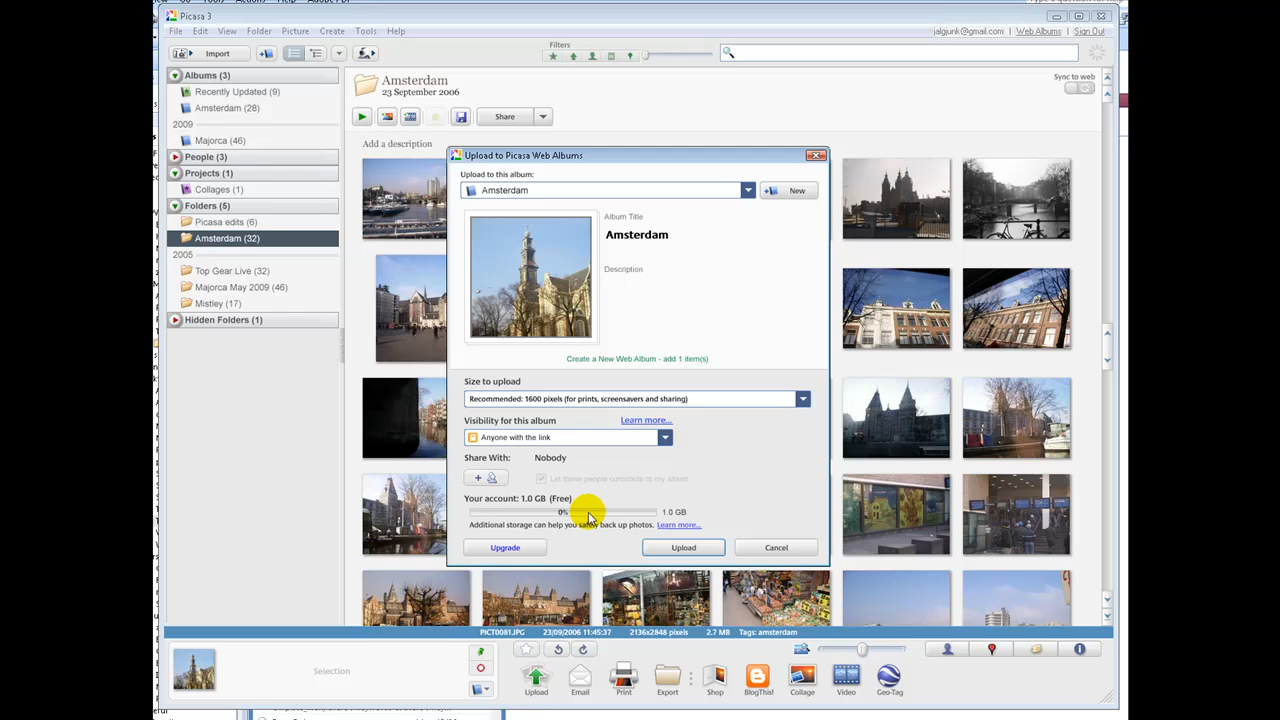 Picasa 3
File Edit View Folder Picture Create Tools Help
jalgjunk@gmail.com | Web Albums | Sign Out
Import
Filters
Albums (3)
Recently Updated (9)
Amsterdam (28)
2009
Majorca (46)
People (3)
Projects (1)
Collages (1)
Folders (5)
Picasa edits (6)
Amsterdam (32)
2005
Top Gear Live (32)
Majorca May 2009 (46)
Mistley (17)
Hidden Folders (1)
Amsterdam
23 September 2006
Sync to web
Share
Add a description
Upload to Picasa Web Albums
Upload to this album:
Amsterdam
New
Album Title
Amsterdam
Description
Create a New Web Album - add 1 item(s)
Size to upload
Recommended: 1600 pixels (for prints, screensavers and sharing)
Visibility for this album
Learn more...
Anyone with the link
Share With: Nobody
Let these people contribute to my album
Your account: 1.0 GB (Free)
0%
1.0 GB
Additional storage can help you safely back up photos. Learn more...
Upgrade
Upload
Cancel
PICT0081.JPG 23/09/2006 11:45:37 2136x2848 pixels 2.7 MB Tags: amsterdam
Selection
Upload
Email
Print
Export
Shop
BlogThis!
Collage
Video
Geo-Tag